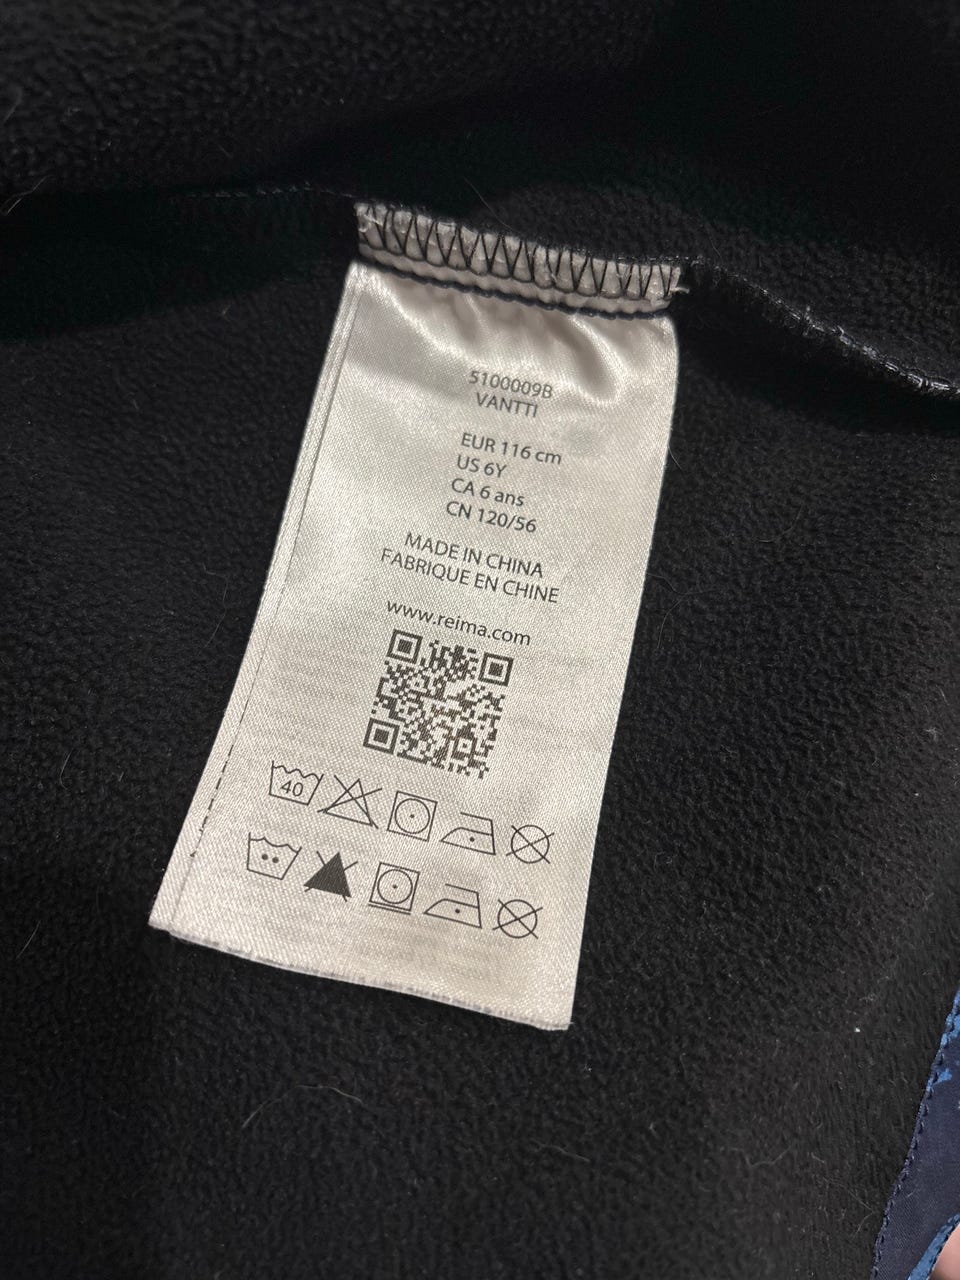 5100009B
VANTTI
EUR 116 cm
US 6Y
CA 6 ans
CN 120/56
MADE IN CHINA
FABRIQUE EN CHINE
www.reima.com
40